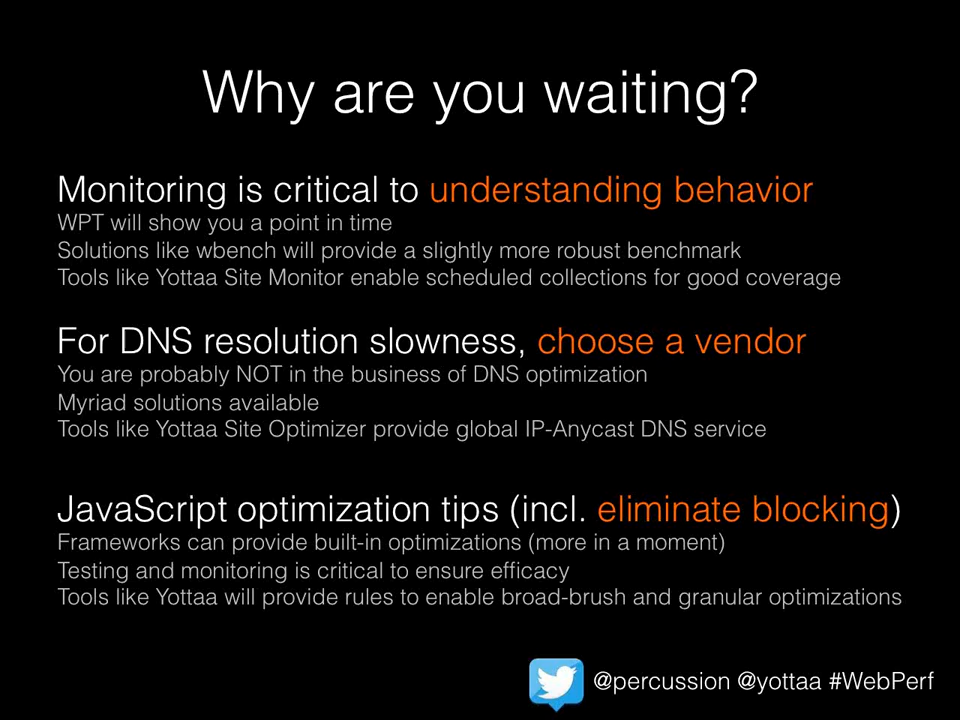 Why are you waiting?
Monitoring is critical to understanding behavior
WPT will show you a point in time
Solutions like wbench will provide a slightly more robust benchmark
Tools like Yottaa Site Monitor enable scheduled collections for good coverage
For DNS resolution slowness, choose a vendor
You are probably NOT in the business of DNS optimization
Myriad solutions available
Tools like Yottaa Site Optimizer provide global IP-Anycast DNS service
JavaScript optimization tips (incl. eliminate blocking)
Frameworks can provide built-in optimizations (more in a moment)
Testing and monitoring is critical to ensure efficacy
Tools like Yottaa will provide rules to enable broad-brush and granular optimizations
@percussion @yottaa #WebPerf